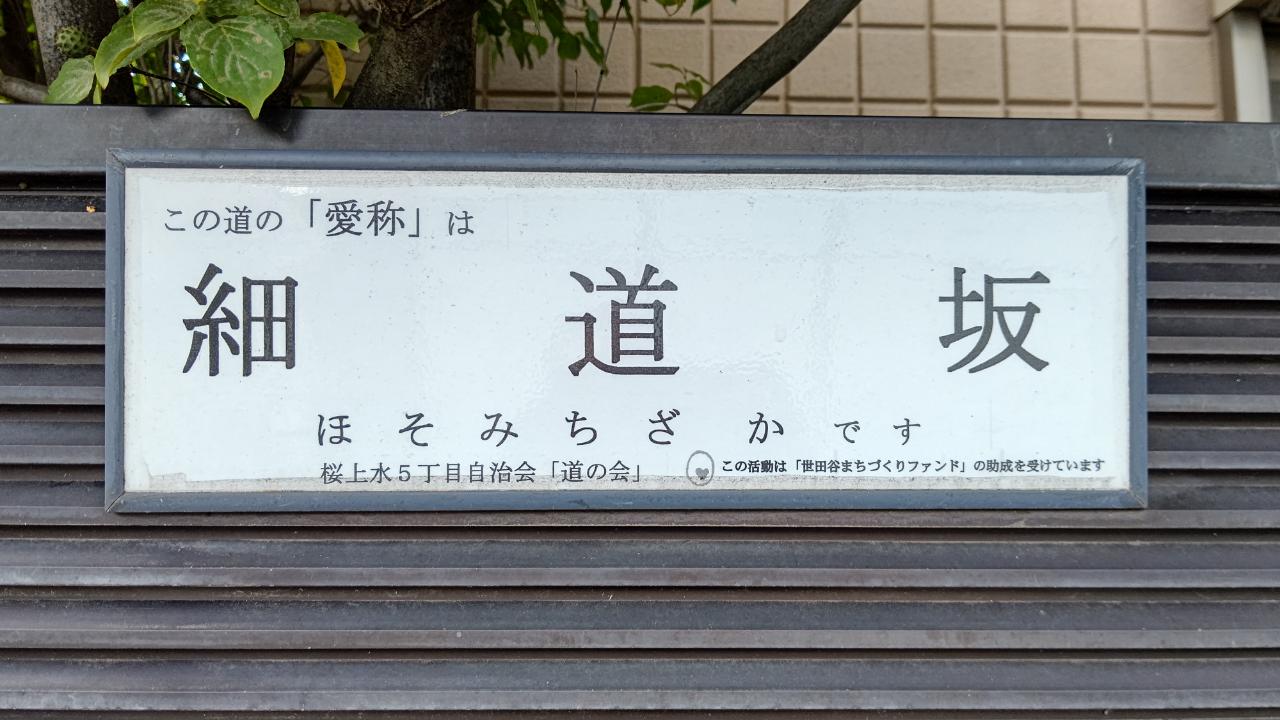 この道の「愛称」は
細道坂
ほそみちざかです
桜上水5丁目自治会「道の会」 この活動は「世田谷まちづくりファンド」の助成を受けています